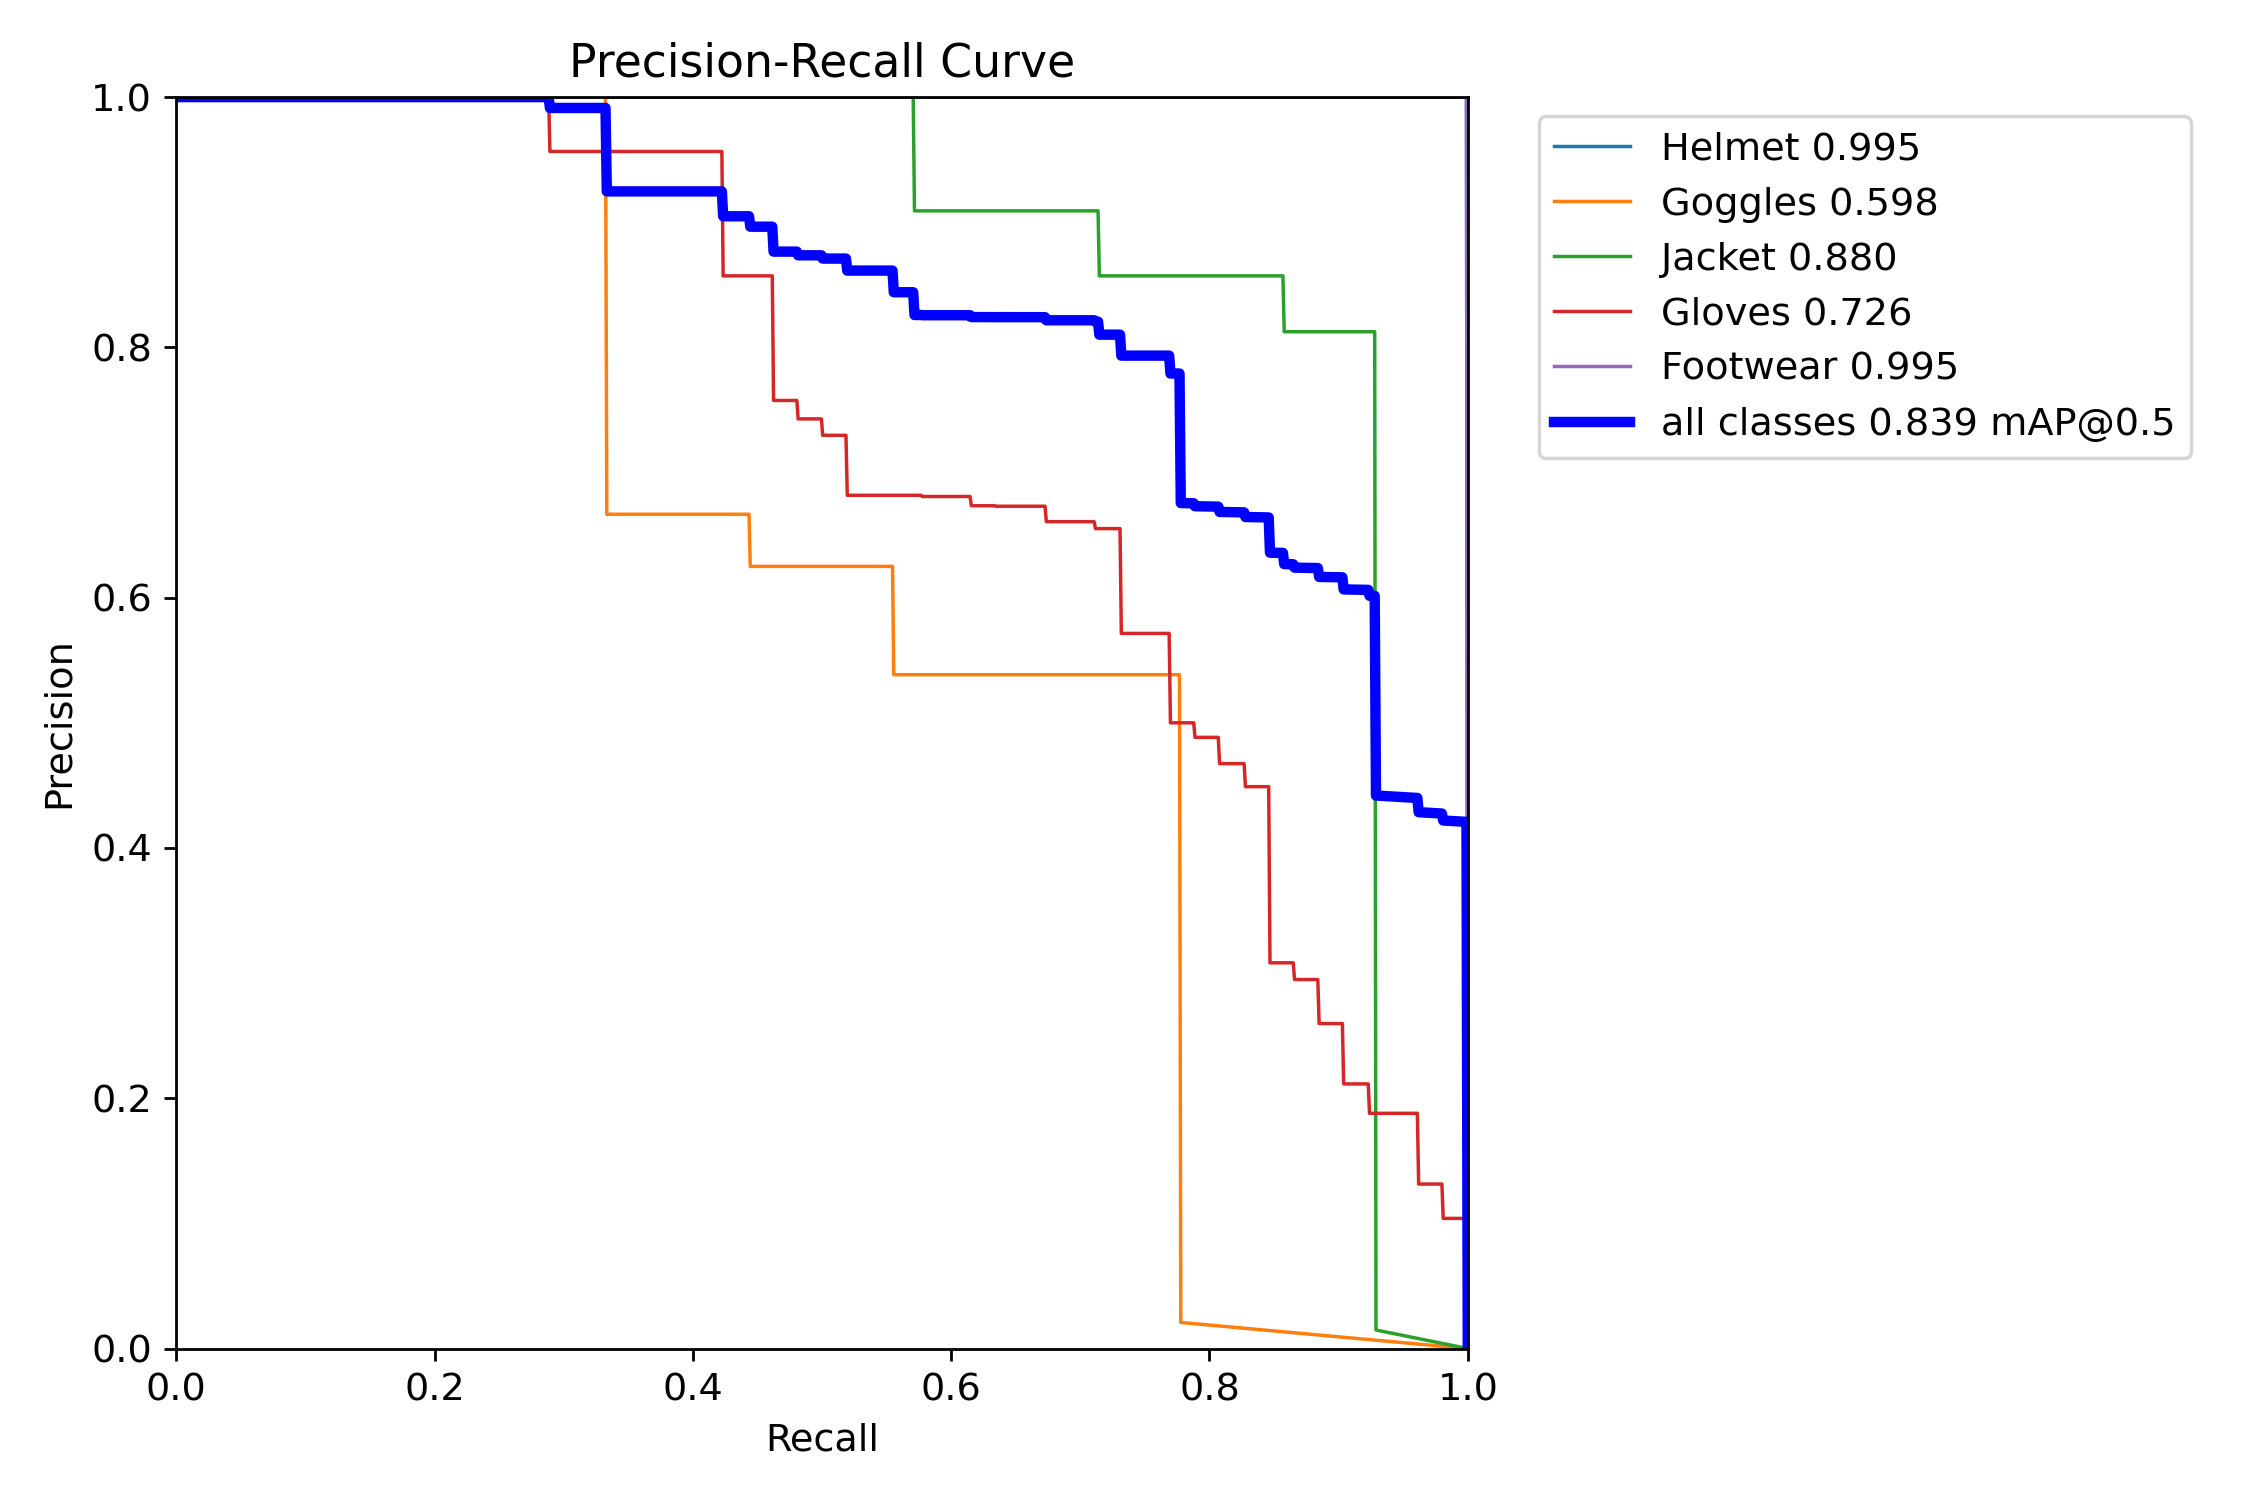 Precision-Recall Curve
1.0
0.8
0.6
0.4
0.2
0.0
Precision
0.0 0.2 0.4 0.6 0.8 1.0
Recall
Helmet 0.995
Goggles 0.598
Jacket 0.880
Gloves 0.726
Footwear 0.995
all classes 0.839 mAP@0.5